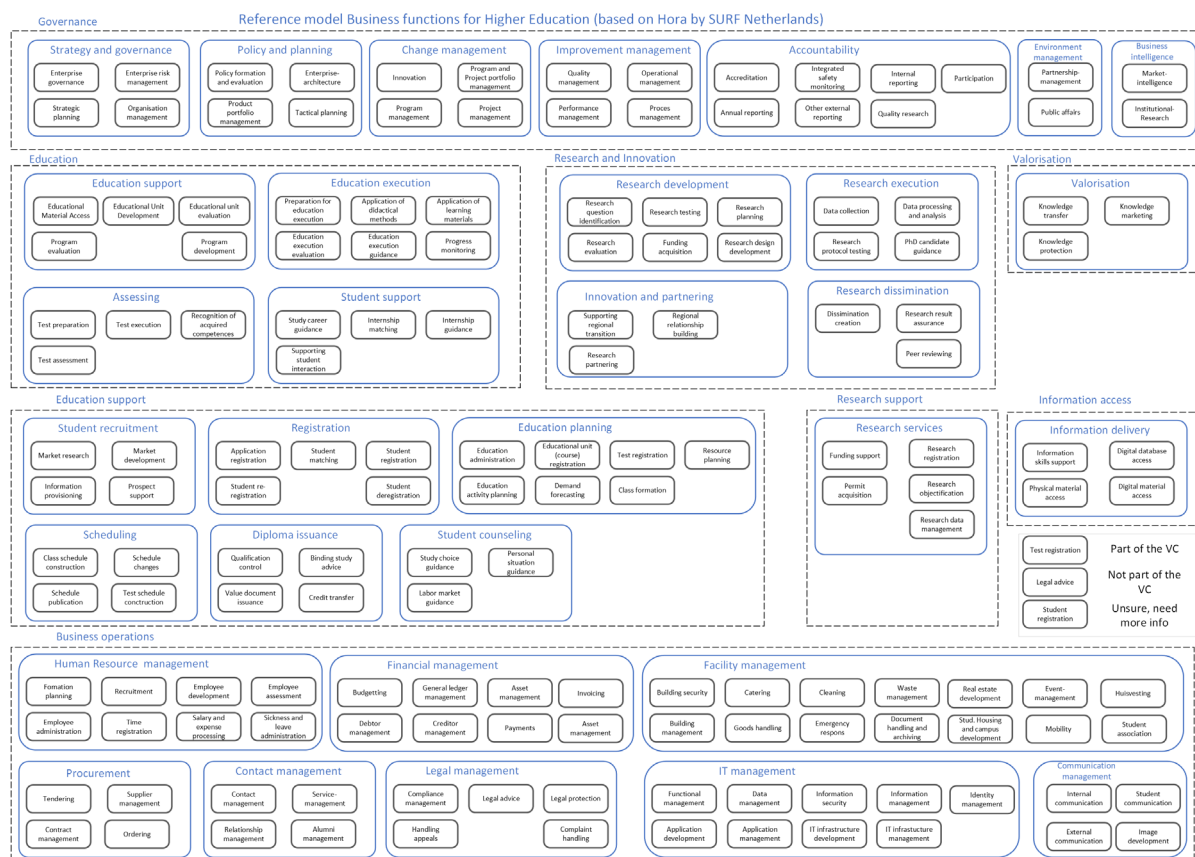 Reference model Business functions for Higher Education (based on Hora by SURF Netherlands)
Governance
Strategy and governance
Enterprise
governance
Enterprise risk
management
Strategic
planning
Organisation
management
Policy and planning
Policy formation
and evaluation
Enterprise-
architecture
Product
portfolio
management
Tactical planning
Change management
Innovation
Program and
Project portfolio
management
Program
management
Project
management
Improvement management
Quality
management
Operational
management
Performance
management
Proces
management
Accountability
Accreditation
Integrated
safety
monitoring
Internal
reporting
Participation
Annual reporting
Other external
reporting
Quality research
Environment
management
Partnership-
management
Public affairs
Business
intelligence
Market-
intelligence
Institutional-
Research
Education
Education support
Educational
Material Access
Educational Unit
Development
Educational unit
evaluation
Program
evaluation
Program
development
Education execution
Preparation for
education
execution
Application of
didactical
methods
Application of
learning
materials
Education
execution
evaluation
Education
execution
guidance
Progress
monitoring
Assessing
Test preparation
Test execution
Recognition of
acquired
competences
Test assessment
Student support
Study career
guidance
Internship
matching
Internship
guidance
Supporting
student
interaction
Research and Innovation
Research development
Research
question
identification
Research testing
Research
planning
Research
evaluation
Funding
acquisition
Research design
development
Research execution
Data collection
Data processing
and analysis
Research
protocol testing
PhD candidate
guidance
Innovation and partnering
Supporting
regional
transition
Regional
relationship
building
Research
partnering
Research dissimination
Dissimination
creation
Research result
assurance
Peer reviewing
Valorisation
Valorisation
Knowledge
transfer
Knowledge
marketing
Knowledge
protection
Education support
Student recruitment
Market research
Market
development
Information
provisioning
Prospect
support
Registration
Application
registration
Student
matching
Student
registration
Student re-
registration
Student
deregistration
Education planning
Education
administration
Educational unit
(course)
registration
Test registration
Resource
planning
Education
activity planning
Demand
forecasting
Class formation
Scheduling
Class schedule
construction
Schedule
changes
Schedule
publication
Test schedule
conctruction
Diploma issuance
Qualification
control
Binding study
advice
Value document
issuance
Credit transfer
Student counseling
Study choice
guidance
Personal
situation
guidance
Labor market
guidance
Research support
Research services
Funding support
Research
registration
Permit
acquisition
Research
objectification
Research data
management
Information access
Information delivery
Information
skills support
Digital database
access
Physical material
access
Digital material
access
Test registration
Part of the VC
Legal advice
Not part of the
VC
Student
registration
Unsure, need
more info
Business operations
Human Resource management
Fomation
planning
Recruitment
Employee
development
Employee
assessment
Employee
administration
Time
registration
Salary and
expense
processing
Sickness and
leave
administration
Financial management
Budgetting
General ledger
management
Asset
management
Invoicing
Debtor
management
Creditor
management
Payments
Asset
management
Facility management
Building security
Catering
Cleaning
Waste
management
Real estate
development
Event-
management
Huisvesting
Building
management
Goods handling
Emergency
respons
Document
handling and
archiving
Stud. Housing
and campus
development
Mobility
Student
association
Procurement
Tendering
Supplier
management
Contract
management
Ordering
Contact management
Contact
management
Service-
management
Relationship
management
Alumni
management
Legal management
Compliance
management
Legal advice
Legal protection
Handling
appeals
Complaint
handling
IT management
Functional
management
Data
management
Information
security
Information
management
Identity
management
Application
development
Application
management
IT infrastructure
development
IT infrastucture
management
Communication
management
Internal
communication
Student
communication
External
communication
Image
development